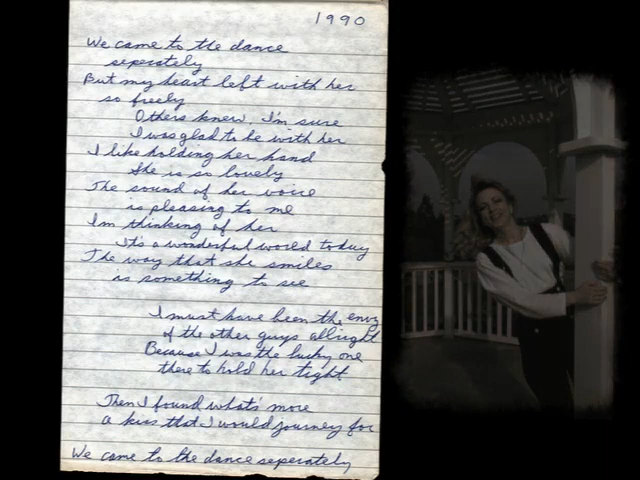 1990
We came to the dance
seperately
But my heart left with her
so freely
Others knew I'm sure
I was glad to be with her
I like holding her hand
She is so lovely
The sound of her voice
is pleasing to me
Im thinking of her
It's a wonderful world today
The way that she smiles
is something to see
I must have been the envy
of the other guys allright
Because I was the lucky one
there to hold her tight
Then I found what's more
a kiss that I would journey for
We came to the dance seperately